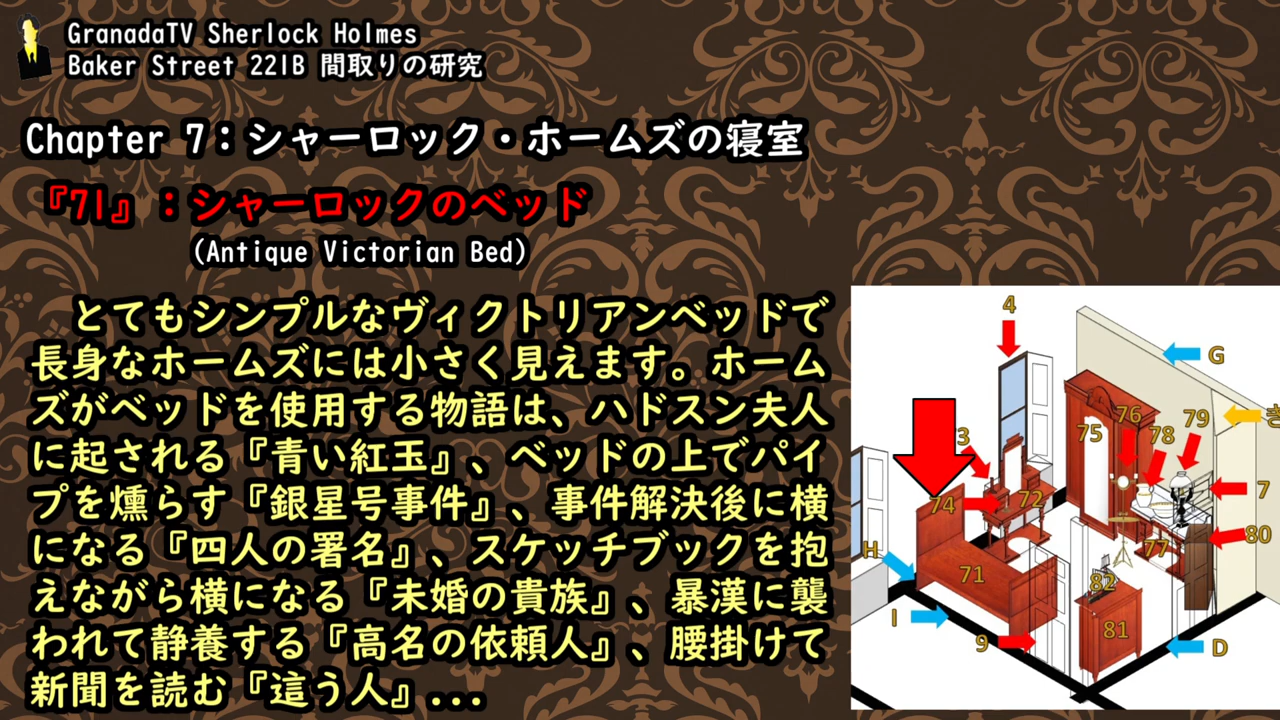 GranadaTV Sherlock Holmes
Baker Street 221B 間取りの研究
Chapter 7：シャーロック・ホームズの寝室
『71』：シャーロックのベッド
(Antique Victorian Bed)
とてもシンプルなヴィクトリアンベッドで
長身なホームズには小さく見えます。ホーム
ズがベッドを使用する物語は、ハドスン夫人
に起される『青い紅玉』、ベッドの上でパイ
プを燻らす『銀星号事件』、事件解決後に横
になる『四人の署名』、スケッチブックを抱
えながら横になる『未婚の貴族』、暴漢に襲
われて静養する『高名の依頼人』、腰掛けて
新聞を読む『這う人』...
4
G
76
79
き
75
78
3
74
72
7
80
H
71
77
82
I
81
9
D